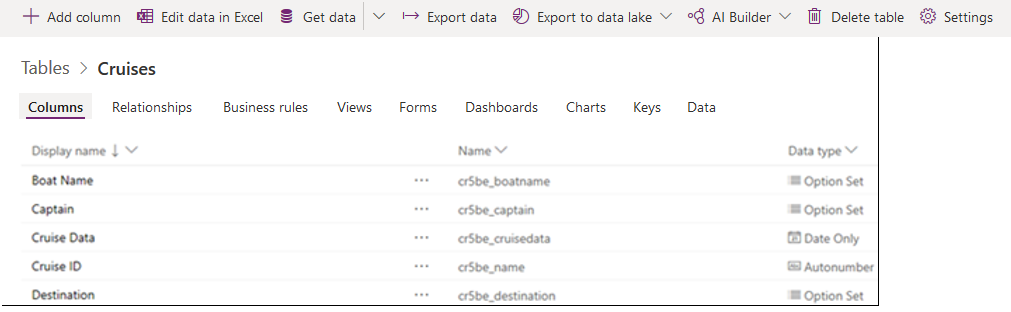 Add column Edit data in Excel Get data Export data Export to data lake AI Builder Delete table Settings
Tables > Cruises
Columns Relationships Business rules Views Forms Dashboards Charts Keys Data
Display name ↓ Name Data type
Boat Name ... cr5be_boatname Option Set
Captain ... cr5be_captain Option Set
Cruise Data ... cr5be_cruisedata Date Only
Cruise ID ... cr5be_name Autonumber
Destination ... cr5be_destination Option Set